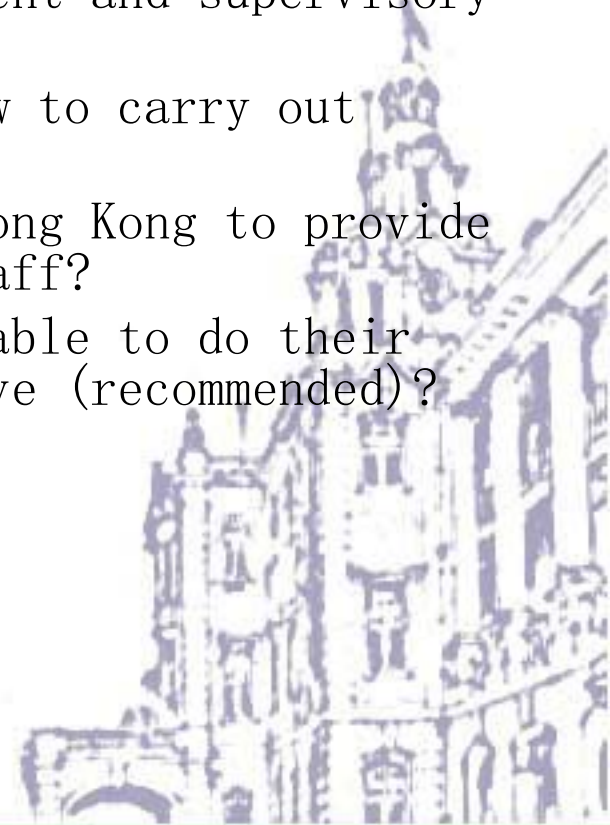 ent and supervisory
w to carry out
ong Kong to provide
aff?
able to do their
ve (recommended)?